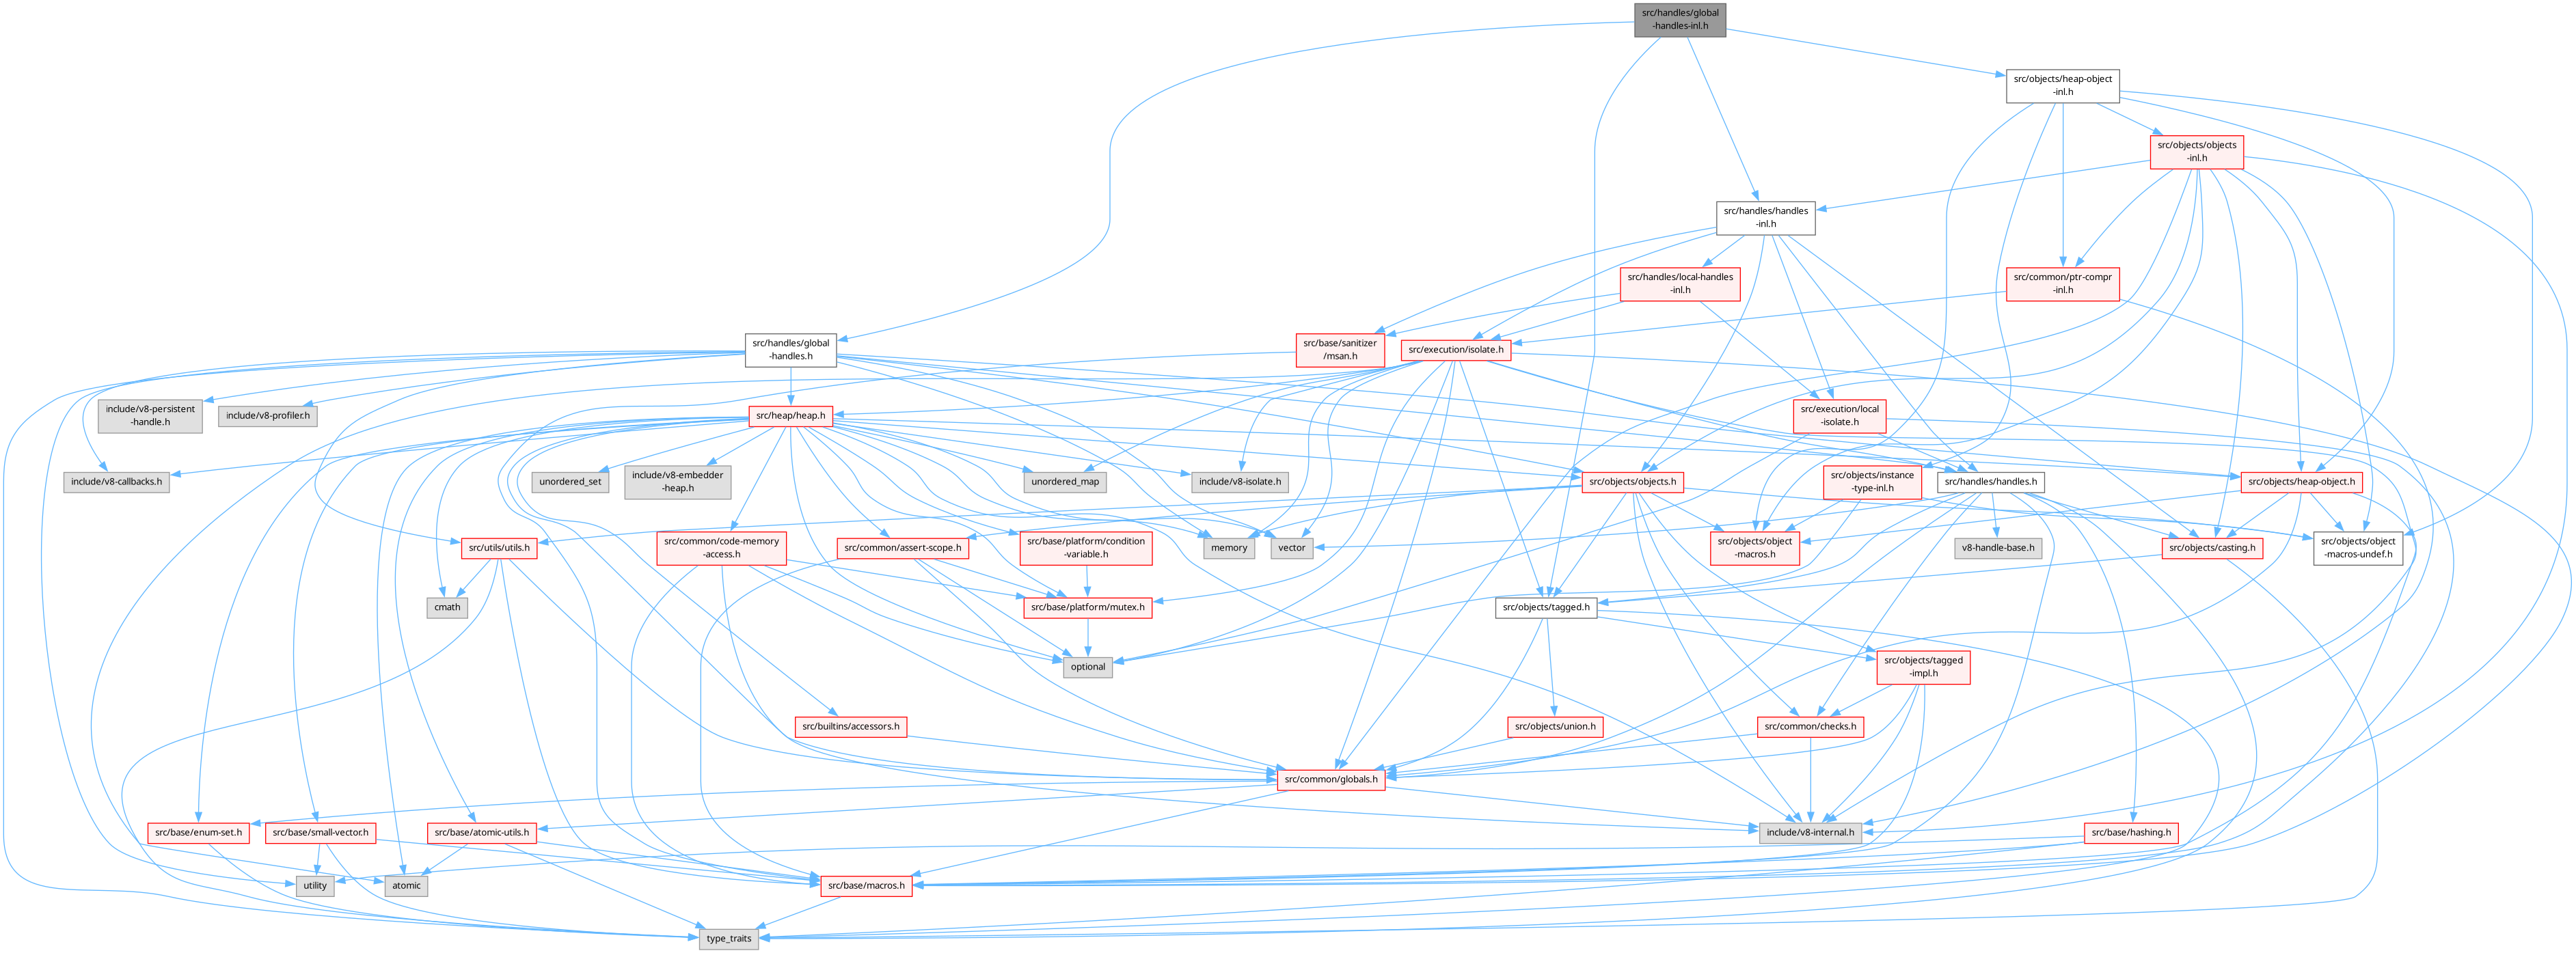 src/handles/global
-handles-inl.h
src/objects/heap-object
-inl.h
src/objects/objects
-inl.h
src/handles/handles
-inl.h
src/handles/local-handles
-inl.h
src/common/ptr-compr
-inl.h
src/handles/global
-handles.h
src/base/sanitizer
/msan.h
src/execution/isolate.h
include/v8-persistent
-handle.h
include/v8-profiler.h
src/heap/heap.h
src/execution/local
-isolate.h
include/v8-callbacks.h
unordered_set
include/v8-embedder
-heap.h
unordered_map
include/v8-isolate.h
src/objects/objects.h
src/objects/instance
-type-inl.h
src/handles/handles.h
src/objects/heap-object.h
src/utils/utils.h
src/common/code-memory
-access.h
src/common/assert-scope.h
src/base/platform/condition
-variable.h
memory
vector
src/objects/object
-macros.h
v8-handle-base.h
src/objects/casting.h
src/objects/object
-macros-undef.h
cmath
src/base/platform/mutex.h
src/objects/tagged.h
optional
src/objects/tagged
-impl.h
src/builtins/accessors.h
src/objects/union.h
src/common/checks.h
src/common/globals.h
src/base/enum-set.h
src/base/small-vector.h
src/base/atomic-utils.h
include/v8-internal.h
src/base/hashing.h
utility
atomic
src/base/macros.h
type_traits